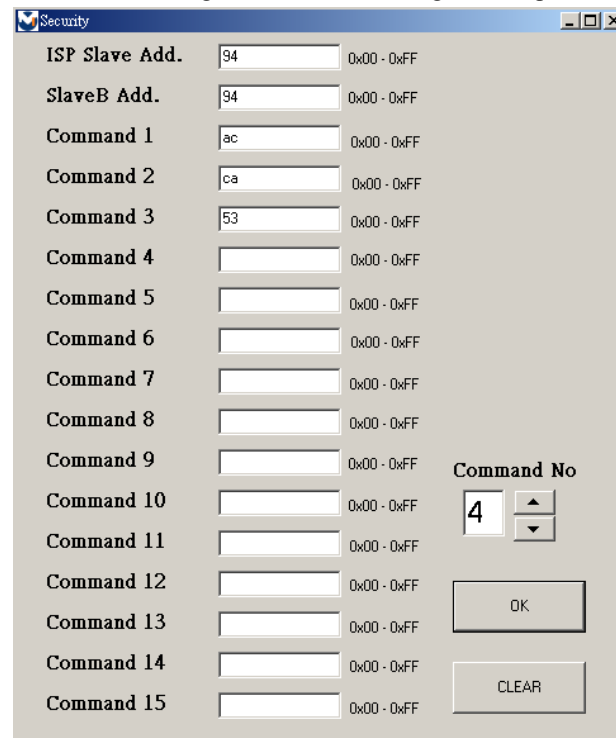 Security
ISP Slave Add. 94 0x00 - 0xFF
SlaveB Add. 94 0x00 - 0xFF
Command 1 ac 0x00 - 0xFF
Command 2 ca 0x00 - 0xFF
Command 3 53 0x00 - 0xFF
Command 4 0x00 - 0xFF
Command 5 0x00 - 0xFF
Command 6 0x00 - 0xFF
Command 7 0x00 - 0xFF
Command 8 0x00 - 0xFF
Command 9 0x00 - 0xFF
Command 10 0x00 - 0xFF
Command 11 0x00 - 0xFF
Command 12 0x00 - 0xFF
Command 13 0x00 - 0xFF
Command 14 0x00 - 0xFF
Command 15 0x00 - 0xFF
Command No
4
OK
CLEAR